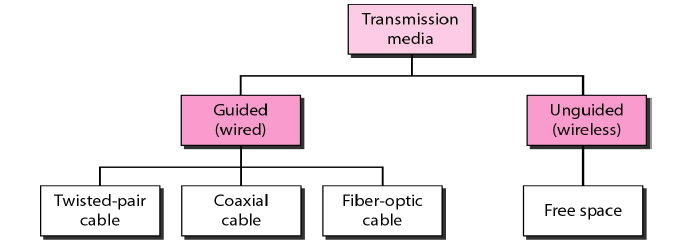 Transmission
media
Guided
(wired)
Unguided
(wireless)
Twisted-pair
cable
Coaxial
cable
Fiber-optic
cable
Free space